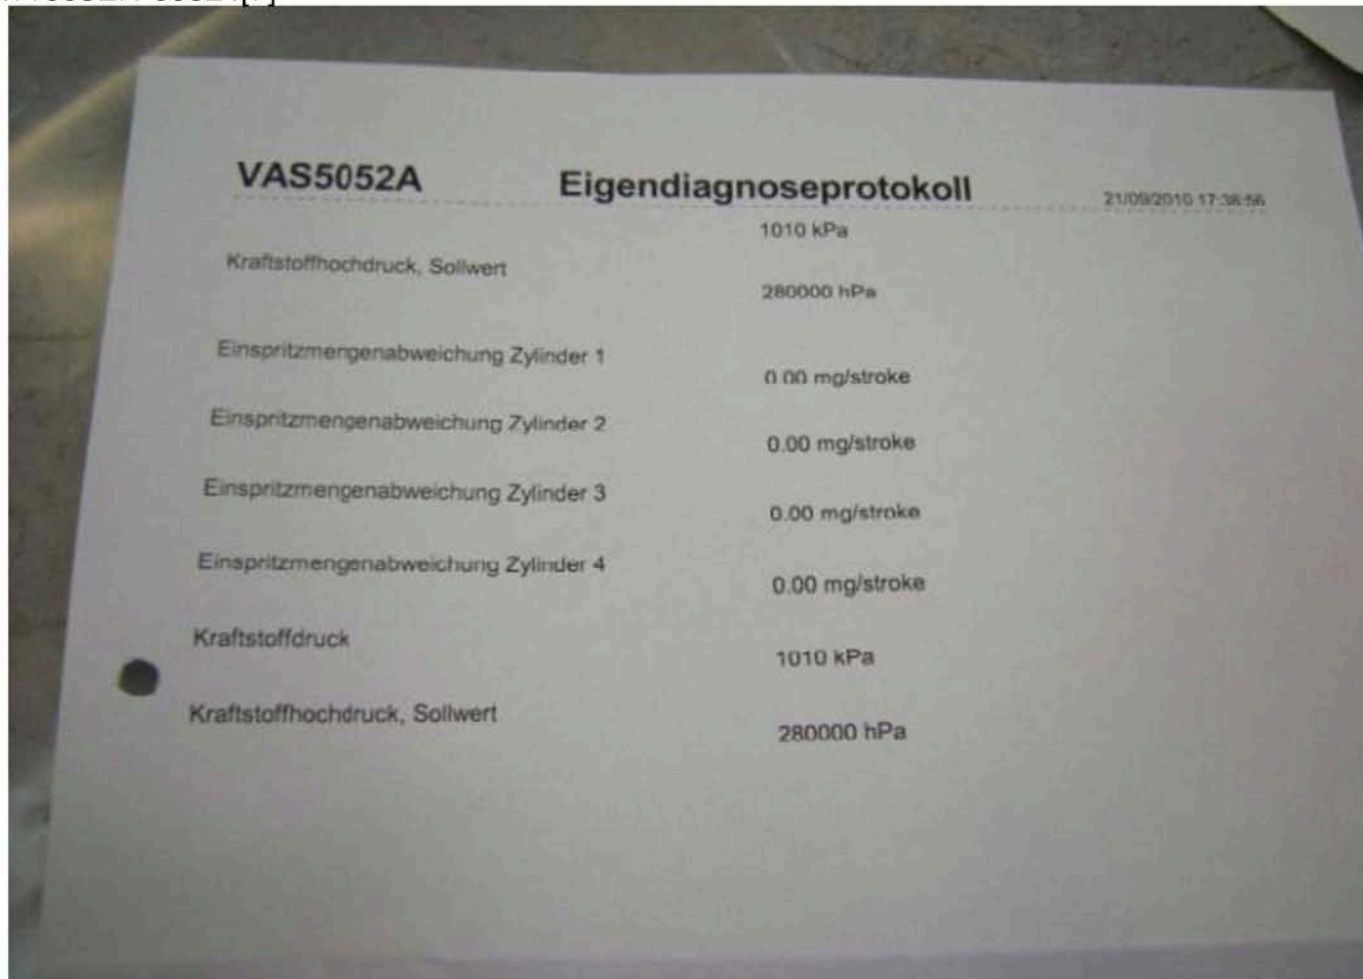 VAS5052A Eigendiagnoseprotokoll 21/09/2010 17:38:56
1010 kPa
Kraftstoffhochdruck, Sollwert
280000 hPa
Einspritzmengenabweichung Zylinder 1
0.00 mg/stroke
Einspritzmengenabweichung Zylinder 2
0.00 mg/stroke
Einspritzmengenabweichung Zylinder 3
0.00 mg/stroke
Einspritzmengenabweichung Zylinder 4
0.00 mg/stroke
Kraftstoffdruck
1010 kPa
Kraftstoffhochdruck, Sollwert
280000 hPa